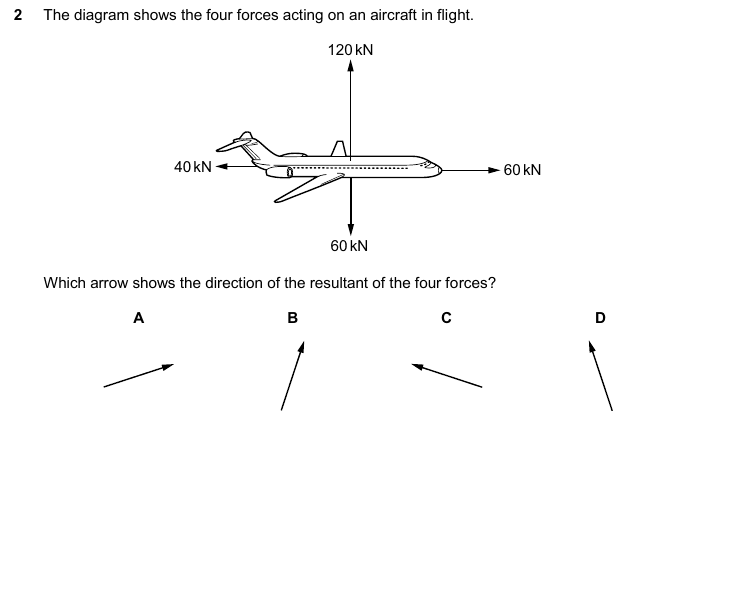 2 The diagram shows the four forces acting on an aircraft in flight.
120 kN
40 kN
60 kN
60 kN
Which arrow shows the direction of the resultant of the four forces?
A B C D